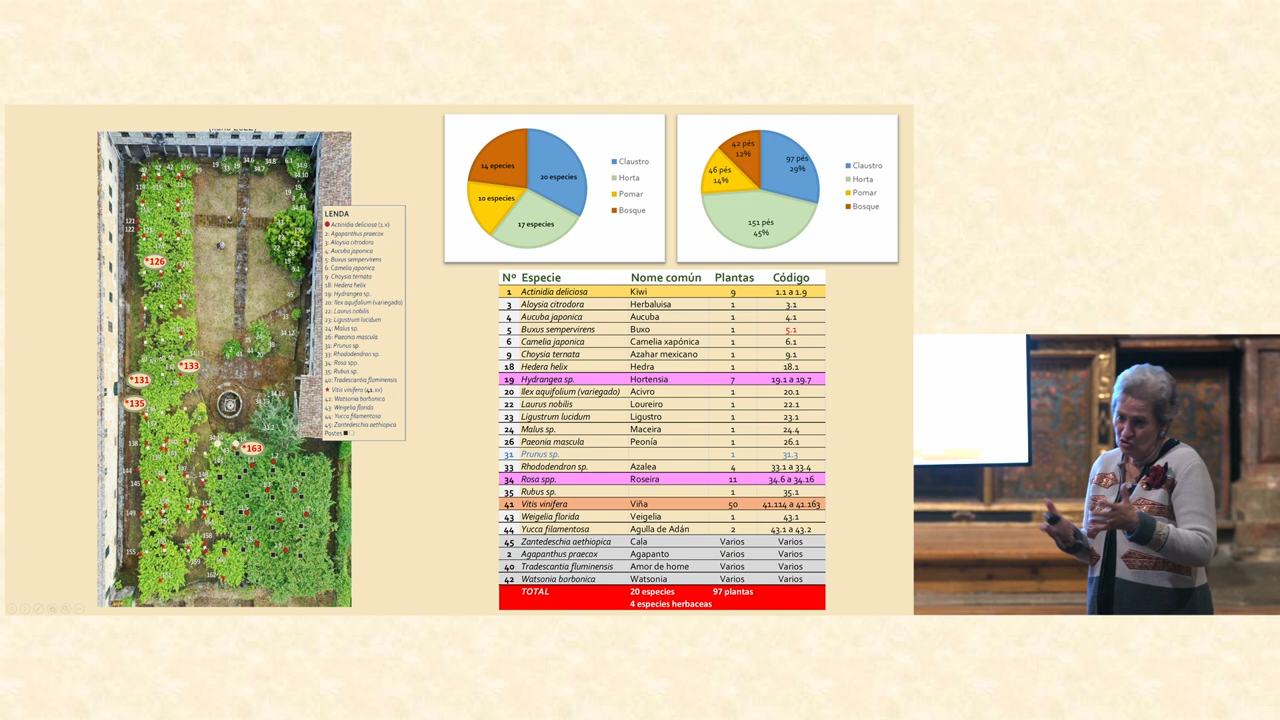 (liño 2022)
*126
*133
*131
*135
*163
LENDA
Actinidia deliciosa (1.x)
2: Agapanthus praecox
3: Aloysia citrodora
4: Aucuba japonica
5: Buxus sempervirens
6: Camelia japonica
9: Choysia ternata
18: Hedera helix
19: Hydrangea sp.
20: Ilex aquifolium (variegado)
22: Laurus nobilis
23: Ligustrum lucidum
24: Malus sp.
26: Paeonia mascula
31: Prunus sp.
33: Rhododendron sp.
34: Rosa spp.
35: Rubus sp.
40: Tradescantia fluminensis
Vitis vinifera (41.xx)
42: Watsonia borbonica
43: Weigelia florida
44: Yucca filamentosa
45: Zantedeschia aethiopica
Postes
14 especies
20 especies
10 especies
17 especies
Claustro
Horta
Pomar
Bosque
42 pés
12%
97 pés
29%
46 pés
14%
151 pés
45%
Claustro
Horta
Pomar
Bosque
Nº Especie Nome común Plantas Código
1 Actinidia deliciosa Kiwi 9 1.1 a 1.9
3 Aloysia citrodora Herbaluisa 1 3.1
4 Aucuba japonica Aucuba 1 4.1
5 Buxus sempervirens Buxo 1 5.1
6 Camelia japonica Camelia xapónica 1 6.1
9 Choysia ternata Azahar mexicano 1 9.1
18 Hedera helix Hedra 1 18.1
19 Hydrangea sp. Hortensia 7 19.1 a 19.7
20 Ilex aquifolium (variegado) Acivro 1 20.1
22 Laurus nobilis Loureiro 1 22.1
23 Ligustrum lucidum Ligustro 1 23.1
24 Malus sp. Maceira 1 24.4
26 Paeonia mascula Peonía 1 26.1
31 Prunus sp. 1 31.3
33 Rhododendron sp. Azalea 4 33.1 a 33.4
34 Rosa spp. Roseira 11 34.6 a 34.16
35 Rubus sp. 1 35.1
41 Vitis vinifera Viña 50 41.114 a 41.163
43 Weigelia florida Veigelia 1 43.1
44 Yucca filamentosa Agulla de Adán 2 43.1 a 43.2
45 Zantedeschia aethiopica Cala Varios Varios
2 Agapanthus praecox Agapanto Varios Varios
40 Tradescantia fluminensis Amor de home Varios Varios
42 Watsonia borbonica Watsonia Varios Varios
TOTAL 20 especies 97 plantas
4 especies herbaceas